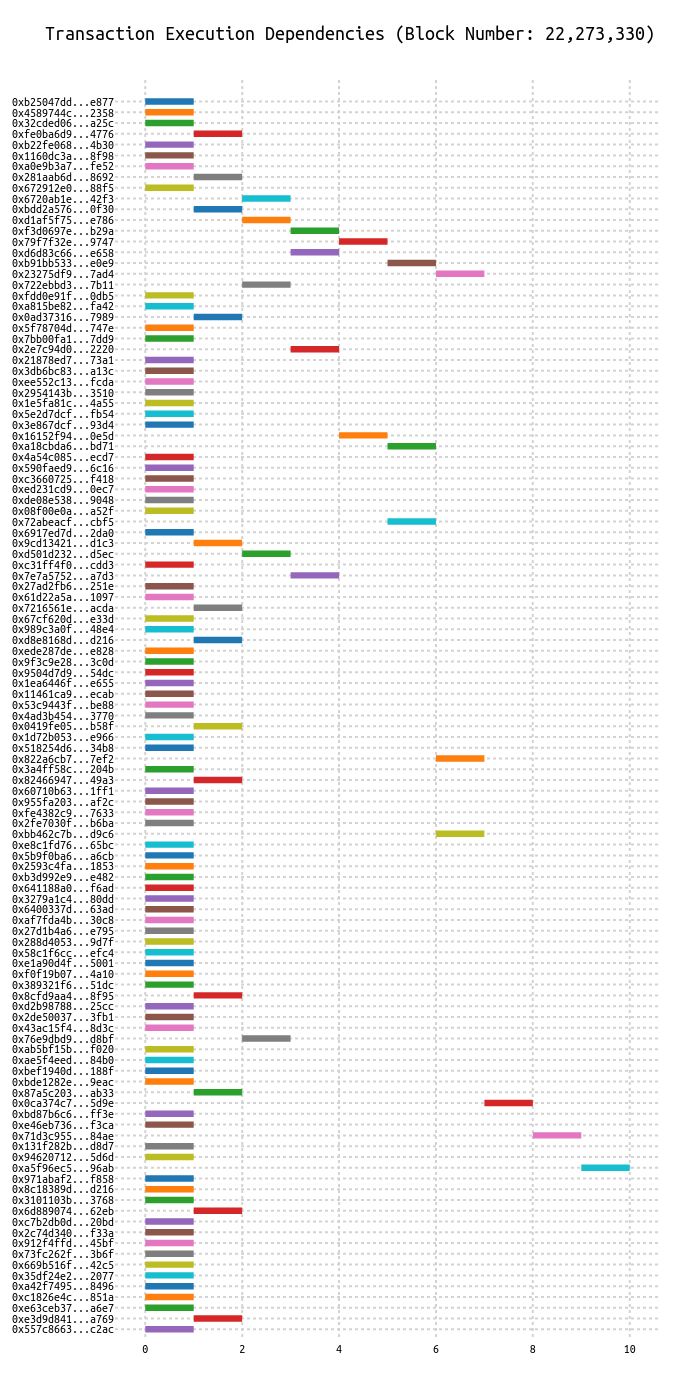 Transaction Execution Dependencies (Block Number: 22,273,330)
0xb25047dd...e877
0x4589744c...2358
0x32cded06...a25c
0xfe0ba6d9...4776
0xb22fe068...4b30
0x1160dc3a...8f98
0xa0e9b3a7...fe52
0x281aab6d...8692
0x672912e0...88f5
0x6720ab1e...42f3
0xbdd2a576...0f30
0xd1af5f75...e786
0xf3d0697e...b29a
0x79f7f32e...9747
0xd6d83c66...e658
0xb91bb533...e0e9
0x23275df9...7ad4
0x722ebbd3...7b11
0xfdd0e91f...0db5
0xa815be82...fa42
0x0ad37316...7989
0x5f78704d...747e
0x7bb00fa1...7dd9
0x2e7c94d0...2220
0x21878ed7...73a1
0x3db6bc83...a13c
0xee552c13...fcda
0x2954143b...3510
0x1e5fa81c...4a55
0x5e2d7dcf...fb54
0x3e867dcf...93d4
0x16152f94...0e5d
0xa18cbda6...bd71
0x4a54c085...ecd7
0x590faed9...6c16
0xc3660725...f418
0xed231cd9...0ec7
0xde08e538...9048
0x08f00e0a...a52f
0x72abeacf...cbf5
0x6917ed7d...2da0
0x9cd13421...d1c3
0xd501d232...d5ec
0xc31ff4f0...cdd3
0x7e7a5752...a7d3
0x27ad2fb6...251e
0x61d22a5a...1097
0x7216561e...acda
0x67cf620d...e33d
0x989c3a0f...48e4
0xd8e8168d...d216
0xede287de...e828
0x9f3c9e28...3c0d
0x9504d7d9...54dc
0x1ea6446f...e655
0x11461ca9...ecab
0x53c9443f...be88
0x4ad3b454...3770
0x0419fe05...b58f
0x1d72b053...e966
0x518254d6...34b8
0x822a6cb7...7ef2
0x3a4ff58c...204b
0x82466947...49a3
0x60710b63...1ff1
0x955fa203...af2c
0xfe4382c9...7633
0x2fe7030f...b6ba
0xbb462c7b...d9c6
0xe8c1fd76...65bc
0x5b9f0ba6...a6cb
0x2593c4fa...1853
0xb3d992e9...e482
0x641188a0...f6ad
0x3279a1c4...80dd
0x6400337d...63ad
0xaf7fda4b...30c8
0x27d1b4a6...e795
0x288d4053...9d7f
0x58c1f6cc...efc4
0xe1a90d4f...5001
0xf0f19b07...4a10
0x389321f6...51dc
0x8cfd9aa4...8f95
0xd2b98788...25cc
0x2de50037...3fb1
0x43ac15f4...8d3c
0x76e9dbd9...d8bf
0xab5bf15b...f020
0xae5f4eed...84b0
0xbef1940d...188f
0xbde1282e...9eac
0x87a5c203...ab33
0x0ca374c7...5d9e
0xbd87b6c6...ff3e
0xe46eb736...f3ca
0x71d3c955...84ae
0x131f282b...d8d7
0x94620712...5d6d
0xa5f96ec5...96ab
0x971abaf2...f858
0x8c18389d...d216
0x3101103b...3768
0x6d889074...62eb
0xc7b2db0d...20bd
0x2c74d340...f33a
0x912f4ffd...45bf
0x73fc262f...3b6f
0x669b516f...42c5
0x35df24e2...2077
0xa42f7495...8496
0xc1826e4c...851a
0xe63ceb37...a6e7
0xe3d9d841...a769
0x557c8663...c2ac
0 2 4 6 8 10